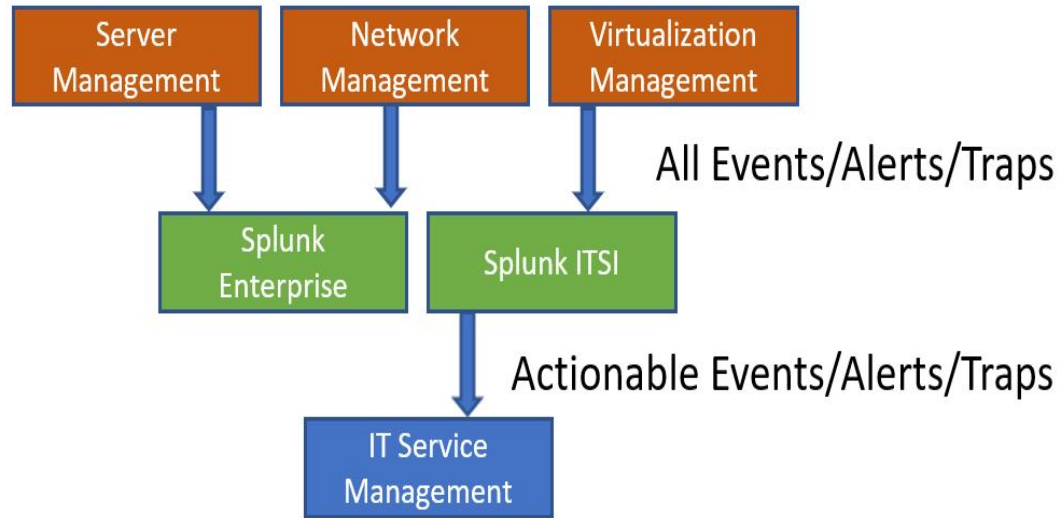 Server
Management
Network
Management
Virtualization
Management
All Events/Alerts/Traps
Splunk
Enterprise
Splunk ITSI
Actionable Events/Alerts/Traps
IT Service
Management